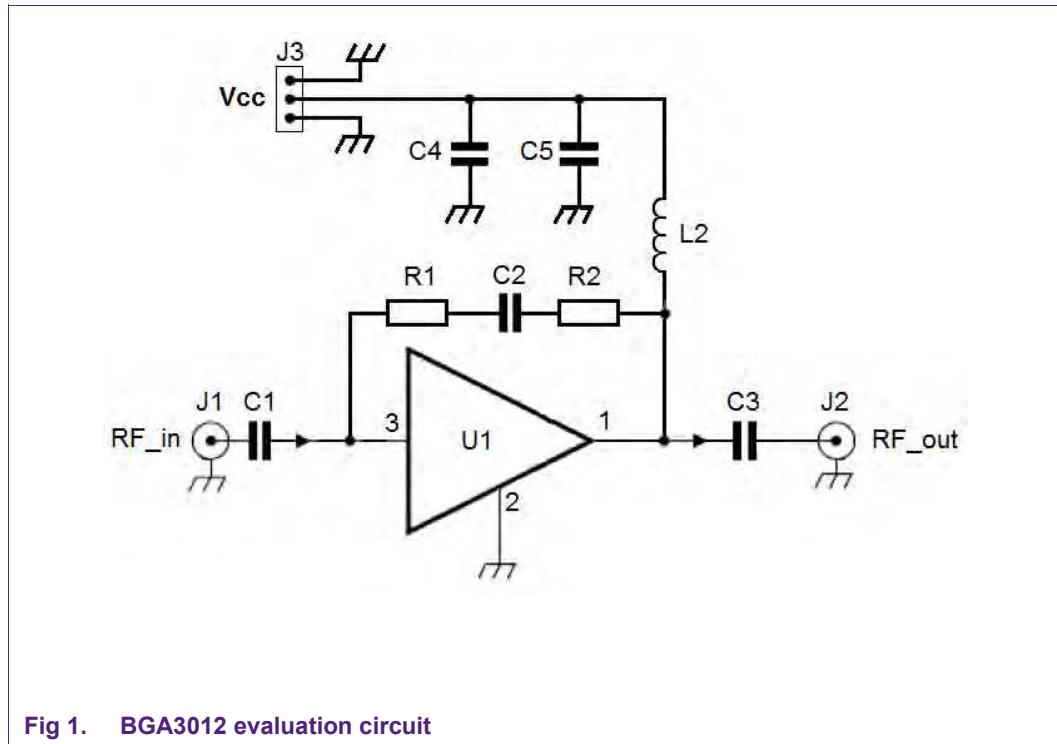 J3
Vcc
C4
C5
L2
R1
C2
R2
J1
C1
RF_in
3
U1
1
2
C3
J2
RF_out
Fig 1. BGA3012 evaluation circuit